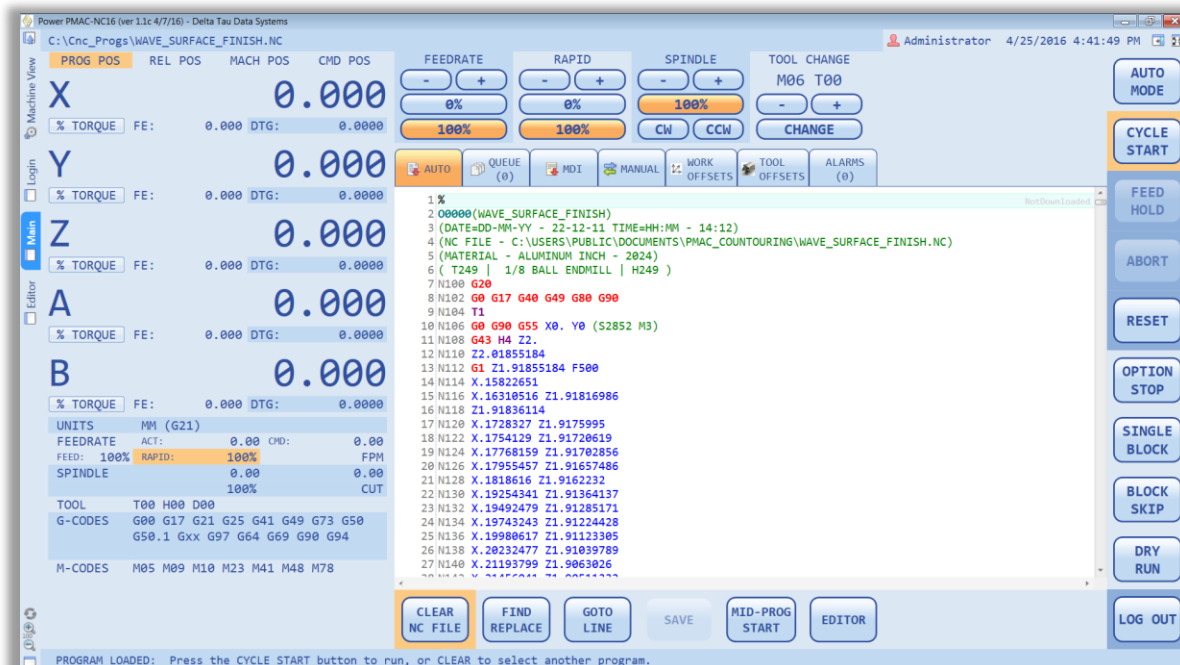 Power PMAC-NC16 (ver 1.1c 4/7/16) - Delta Tau Data Systems
C:\Cnc_Progs\WAVE_SURFACE_FINISH.NC
Administrator 4/25/2016 4:41:49 PM
Machine View
Login
Main
Editor
PROG POS REL POS MACH POS CMD POS
X 0.000
% TORQUE FE: 0.000 DTG: 0.0000
Y 0.000
% TORQUE FE: 0.000 DTG: 0.0000
Z 0.000
% TORQUE FE: 0.000 DTG: 0.0000
A 0.000
% TORQUE FE: 0.000 DTG: 0.0000
B 0.000
% TORQUE FE: 0.000 DTG: 0.0000
UNITS MM (G21)
FEEDRATE ACT: 0.00 CMD: 0.00
FEED: 100% RAPID: 100% FPM
SPINDLE 0.00 0.00
100% CUT
TOOL T00 H00 D00
G-CODES G00 G17 G21 G25 G41 G49 G73 G50
G50.1 Gxx G97 G64 G69 G90 G94
M-CODES M05 M09 M10 M23 M41 M48 M78
FEEDRATE RAPID SPINDLE TOOL CHANGE
- + - + - + M06 T00
0% 0% 100% - +
100% 100% CW CCW CHANGE
AUTO QUEUE (0) MDI MANUAL WORK OFFSETS TOOL OFFSETS ALARMS (0)
1 %
NotDownloaded
2 O0000(WAVE_SURFACE_FINISH)
3 (DATE=DD-MM-YY - 22-12-11 TIME=HH:MM - 14:12)
4 (NC FILE - C:\USERS\PUBLIC\DOCUMENTS\PMAC_COUNTOURING\WAVE_SURFACE_FINISH.NC)
5 (MATERIAL - ALUMINUM INCH - 2024)
6 ( T249 | 1/8 BALL ENDMILL | H249 )
7 N100 G20
8 N102 G0 G17 G40 G49 G80 G90
9 N104 T1
10 N106 G0 G90 G55 X0. Y0 (S2852 M3)
11 N108 G43 H4 Z2.
12 N110 Z2.01855184
13 N112 G1 Z1.91855184 F500
14 N114 X.15822651
15 N116 X.16310516 Z1.91816986
16 N118 Z1.91836114
17 N120 X.1728327 Z1.9175995
18 N122 X.1754129 Z1.91720619
19 N124 X.17768159 Z1.91702856
20 N126 X.17955457 Z1.91657486
21 N128 X.1818616 Z1.9162232
22 N130 X.19254341 Z1.91364137
23 N132 X.19492479 Z1.91285171
24 N134 X.19743243 Z1.91224428
25 N136 X.19980617 Z1.91123305
26 N138 X.20232477 Z1.91039789
27 N140 X.21193799 Z1.9063026
CLEAR NC FILE
FIND REPLACE
GOTO LINE
SAVE
MID-PROG START
EDITOR
AUTO MODE
CYCLE START
FEED HOLD
ABORT
RESET
OPTION STOP
SINGLE BLOCK
BLOCK SKIP
DRY RUN
LOG OUT
100
PROGRAM LOADED: Press the CYCLE START button to run, or CLEAR to select another program.